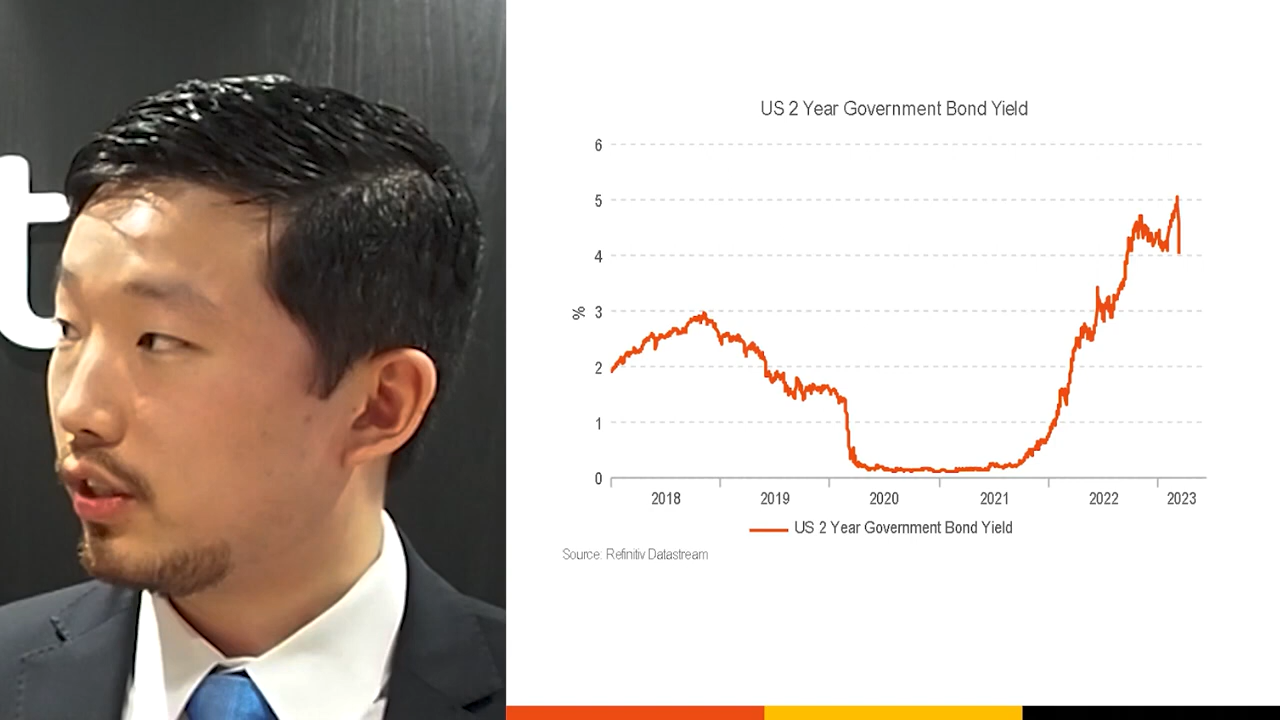 t
US 2 Year Government Bond Yield
6
5
4
%
3
2
1
0
2018 2019 2020 2021 2022 2023
US 2 Year Government Bond Yield
Source: Refinitiv Datastream